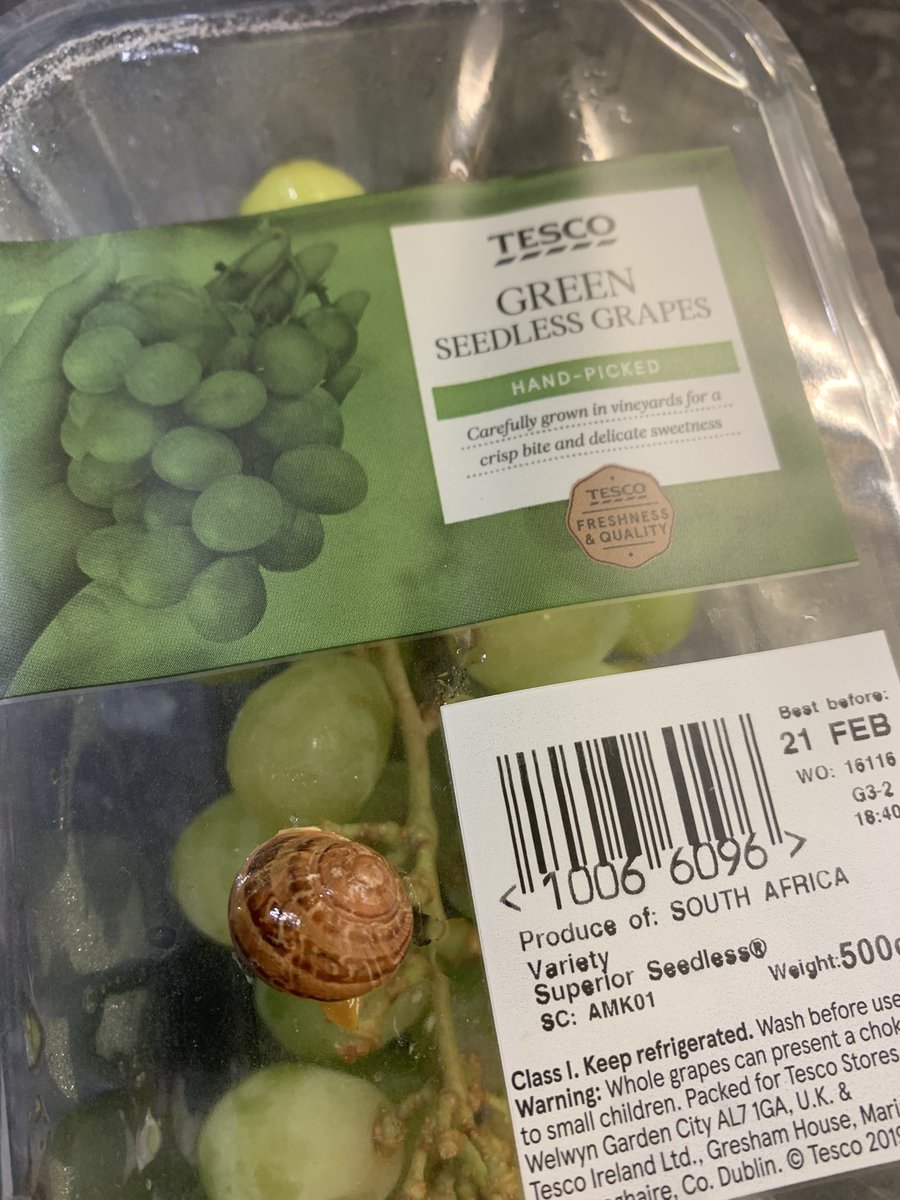 TESCO
GREEN
SEEDLESS GRAPES
HAND-PICKED
Carefully grown in vineyards for a
crisp bite and delicate sweetness
TESCO
FRESHNESS
& QUALITY
Best before:
21 FEB
WO: 16116
G3-2
18:40
< 1006 6096 >
Produce of: SOUTH AFRICA
Variety
Superior Seedless®
Weight:500
SC: AMK01
Class I. Keep refrigerated. Wash before use
Warning: Whole grapes can present a
to small children. Packed for Tesco Stores
Welwyn Garden City AL7 1GA, U.K. &
Tesco Ireland Ltd., Gresham House,
Co. Dublin. © Tesco 2019